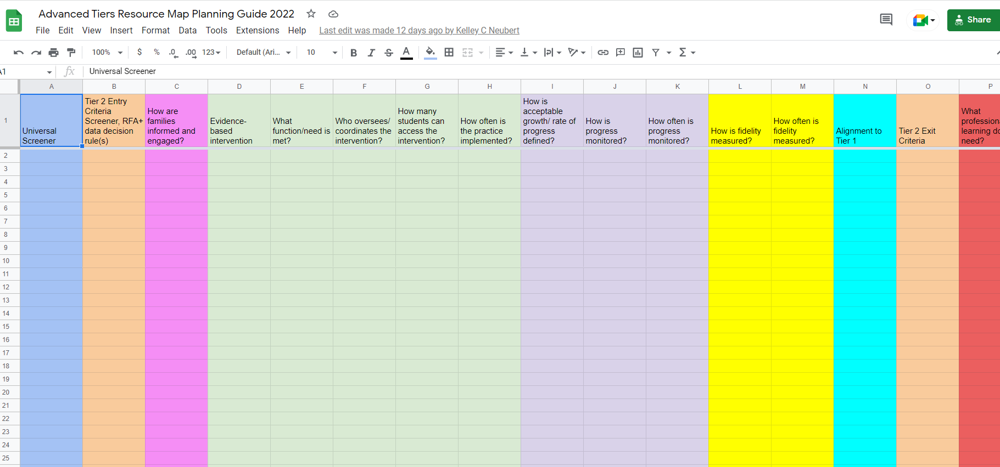 Advanced Tiers Resource Map Planning Guide 2022
File Edit View Insert Format Data Tools Extensions Help Last edit was made 12 days ago by Kelley C Neubert
Share
100% $ % .0 .00 123 Default (Ari... 10 B I S A Σ
A1 fx Universal Screener
A B C D E F G H I J K L M N O P
1
Universal
Screener
Tier 2 Entry
Criteria
Screener, RFA+
data decision
rule(s)
How are
families
informed and
engaged?
Evidence-
based
intervention
What
function/need is
met?
Who oversees/
coordinates the
intervention?
How many
students can
access the
intervention?
How often is
the practice
implemented?
How is
acceptable
growth/ rate of
progress
defined?
How is
progress
monitored?
How often is
progress
monitored?
How is fidelity
measured?
How often is
fidelity
measured?
Alignment to
Tier 1
Tier 2 Exit
Criteria
What
profession
learning do
need?
2
3
4
5
6
7
8
9
10
11
12
13
14
15
16
17
18
19
20
21
22
23
24
25